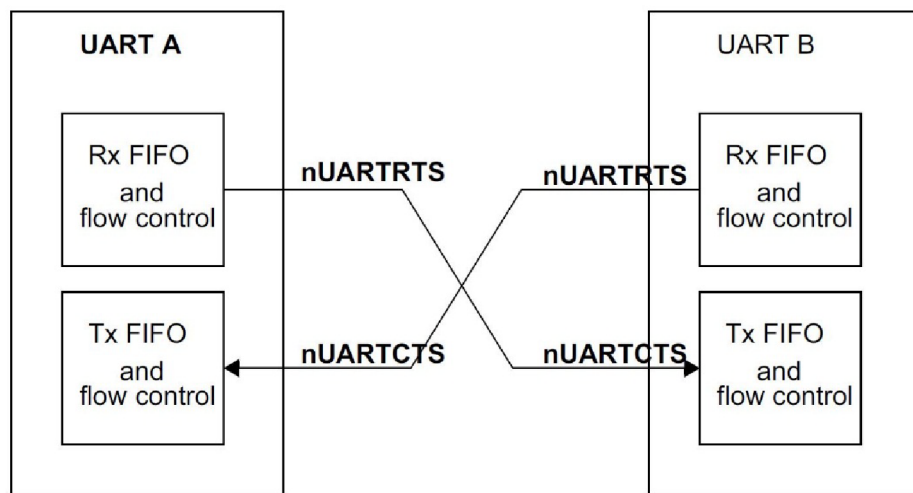 UART A
UART B
Rx FIFO
and
flow control
nUARTRTS
nUARTRTS
Rx FIFO
and
flow control
Tx FIFO
and
flow control
nUARTCTS
nUARTCTS
Tx FIFO
and
flow control